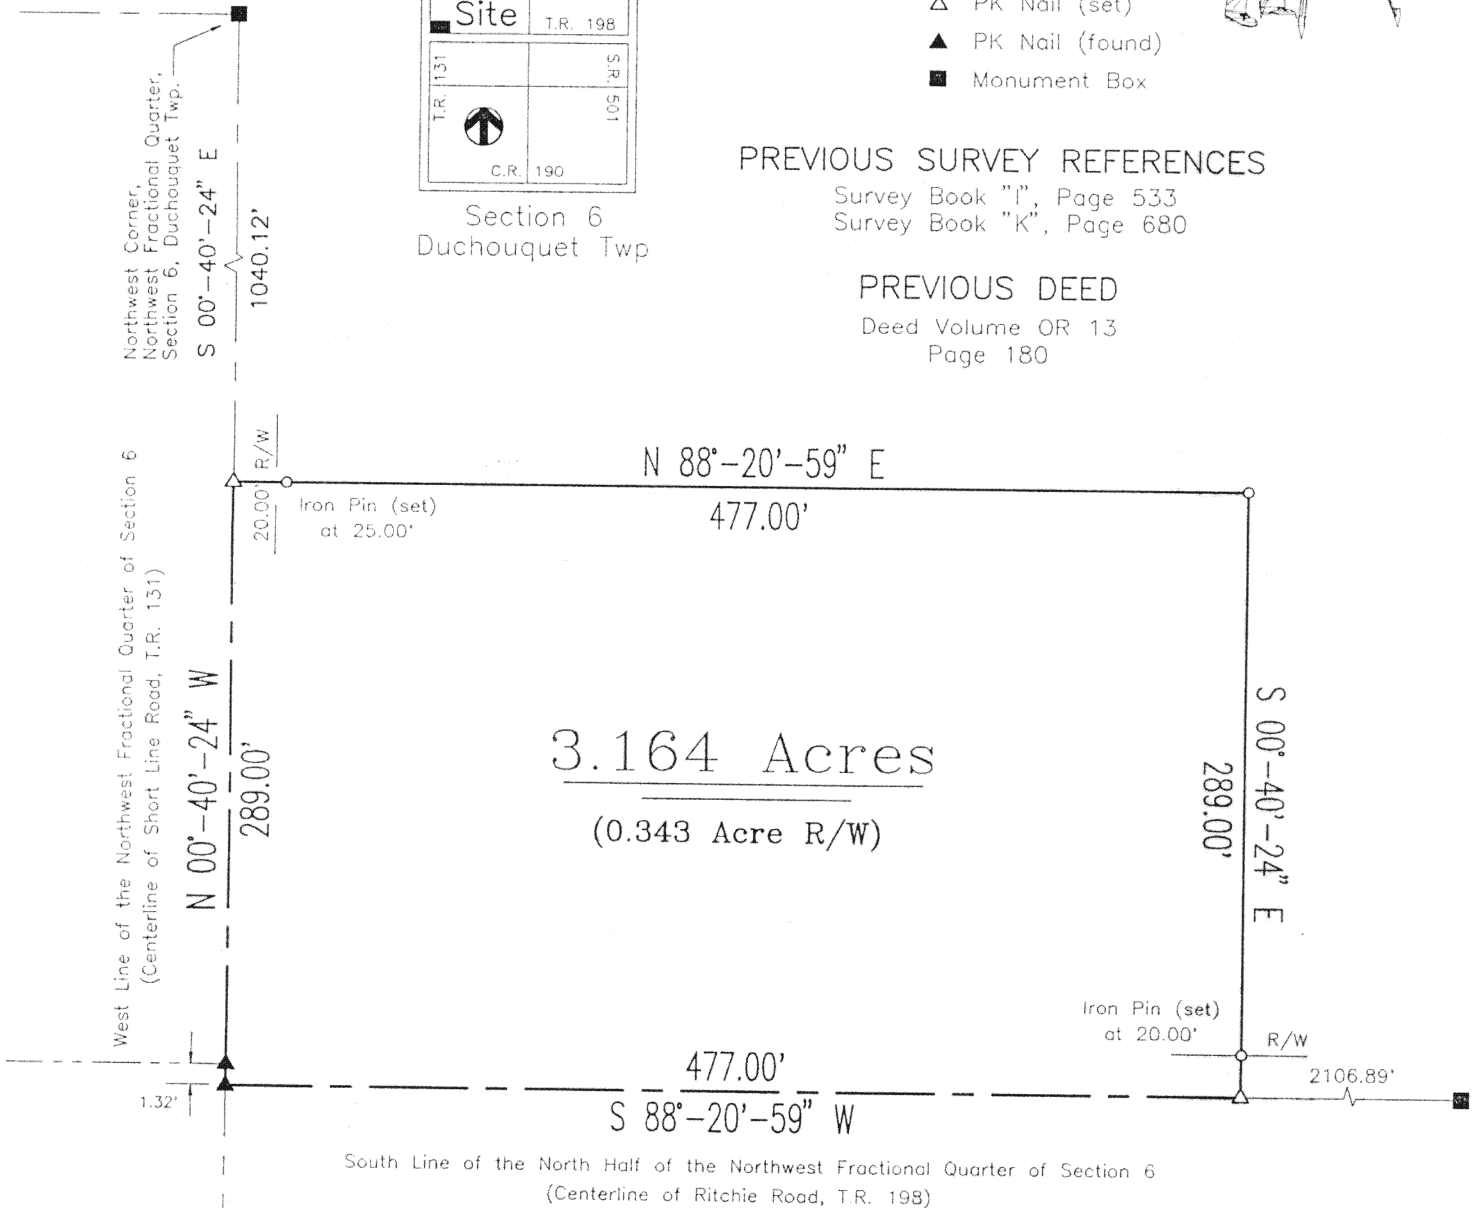 Site
T.R. 198
T.R. 131
S.R. 501
C.R. 190
Section 6
Duchouquet Twp
△ PK Nail (set)
▲ PK Nail (found)
■ Monument Box
PREVIOUS SURVEY REFERENCES
Survey Book "I", Page 533
Survey Book "K", Page 680
PREVIOUS DEED
Deed Volume OR 13
Page 180
Northwest Corner,
Northwest Fractional Quarter,
Section 6, Duchouquet Twp.
S 00°-40'-24" E
1040.12'
20.00' R/W
Iron Pin (set)
at 25.00'
N 88°-20'-59" E
477.00'
West Line of the Northwest Fractional Quarter of Section 6
(Centerline of Short Line Road, T.R. 131)
N 00°-40'-24" W
289.00'
3.164 Acres
(0.343 Acre R/W)
S 00°-40'-24" E
289.00'
Iron Pin (set)
at 20.00'
R/W
2106.89'
1.32'
477.00'
S 88°-20'-59" W
South Line of the North Half of the Northwest Fractional Quarter of Section 6
(Centerline of Ritchie Road, T.R. 198)